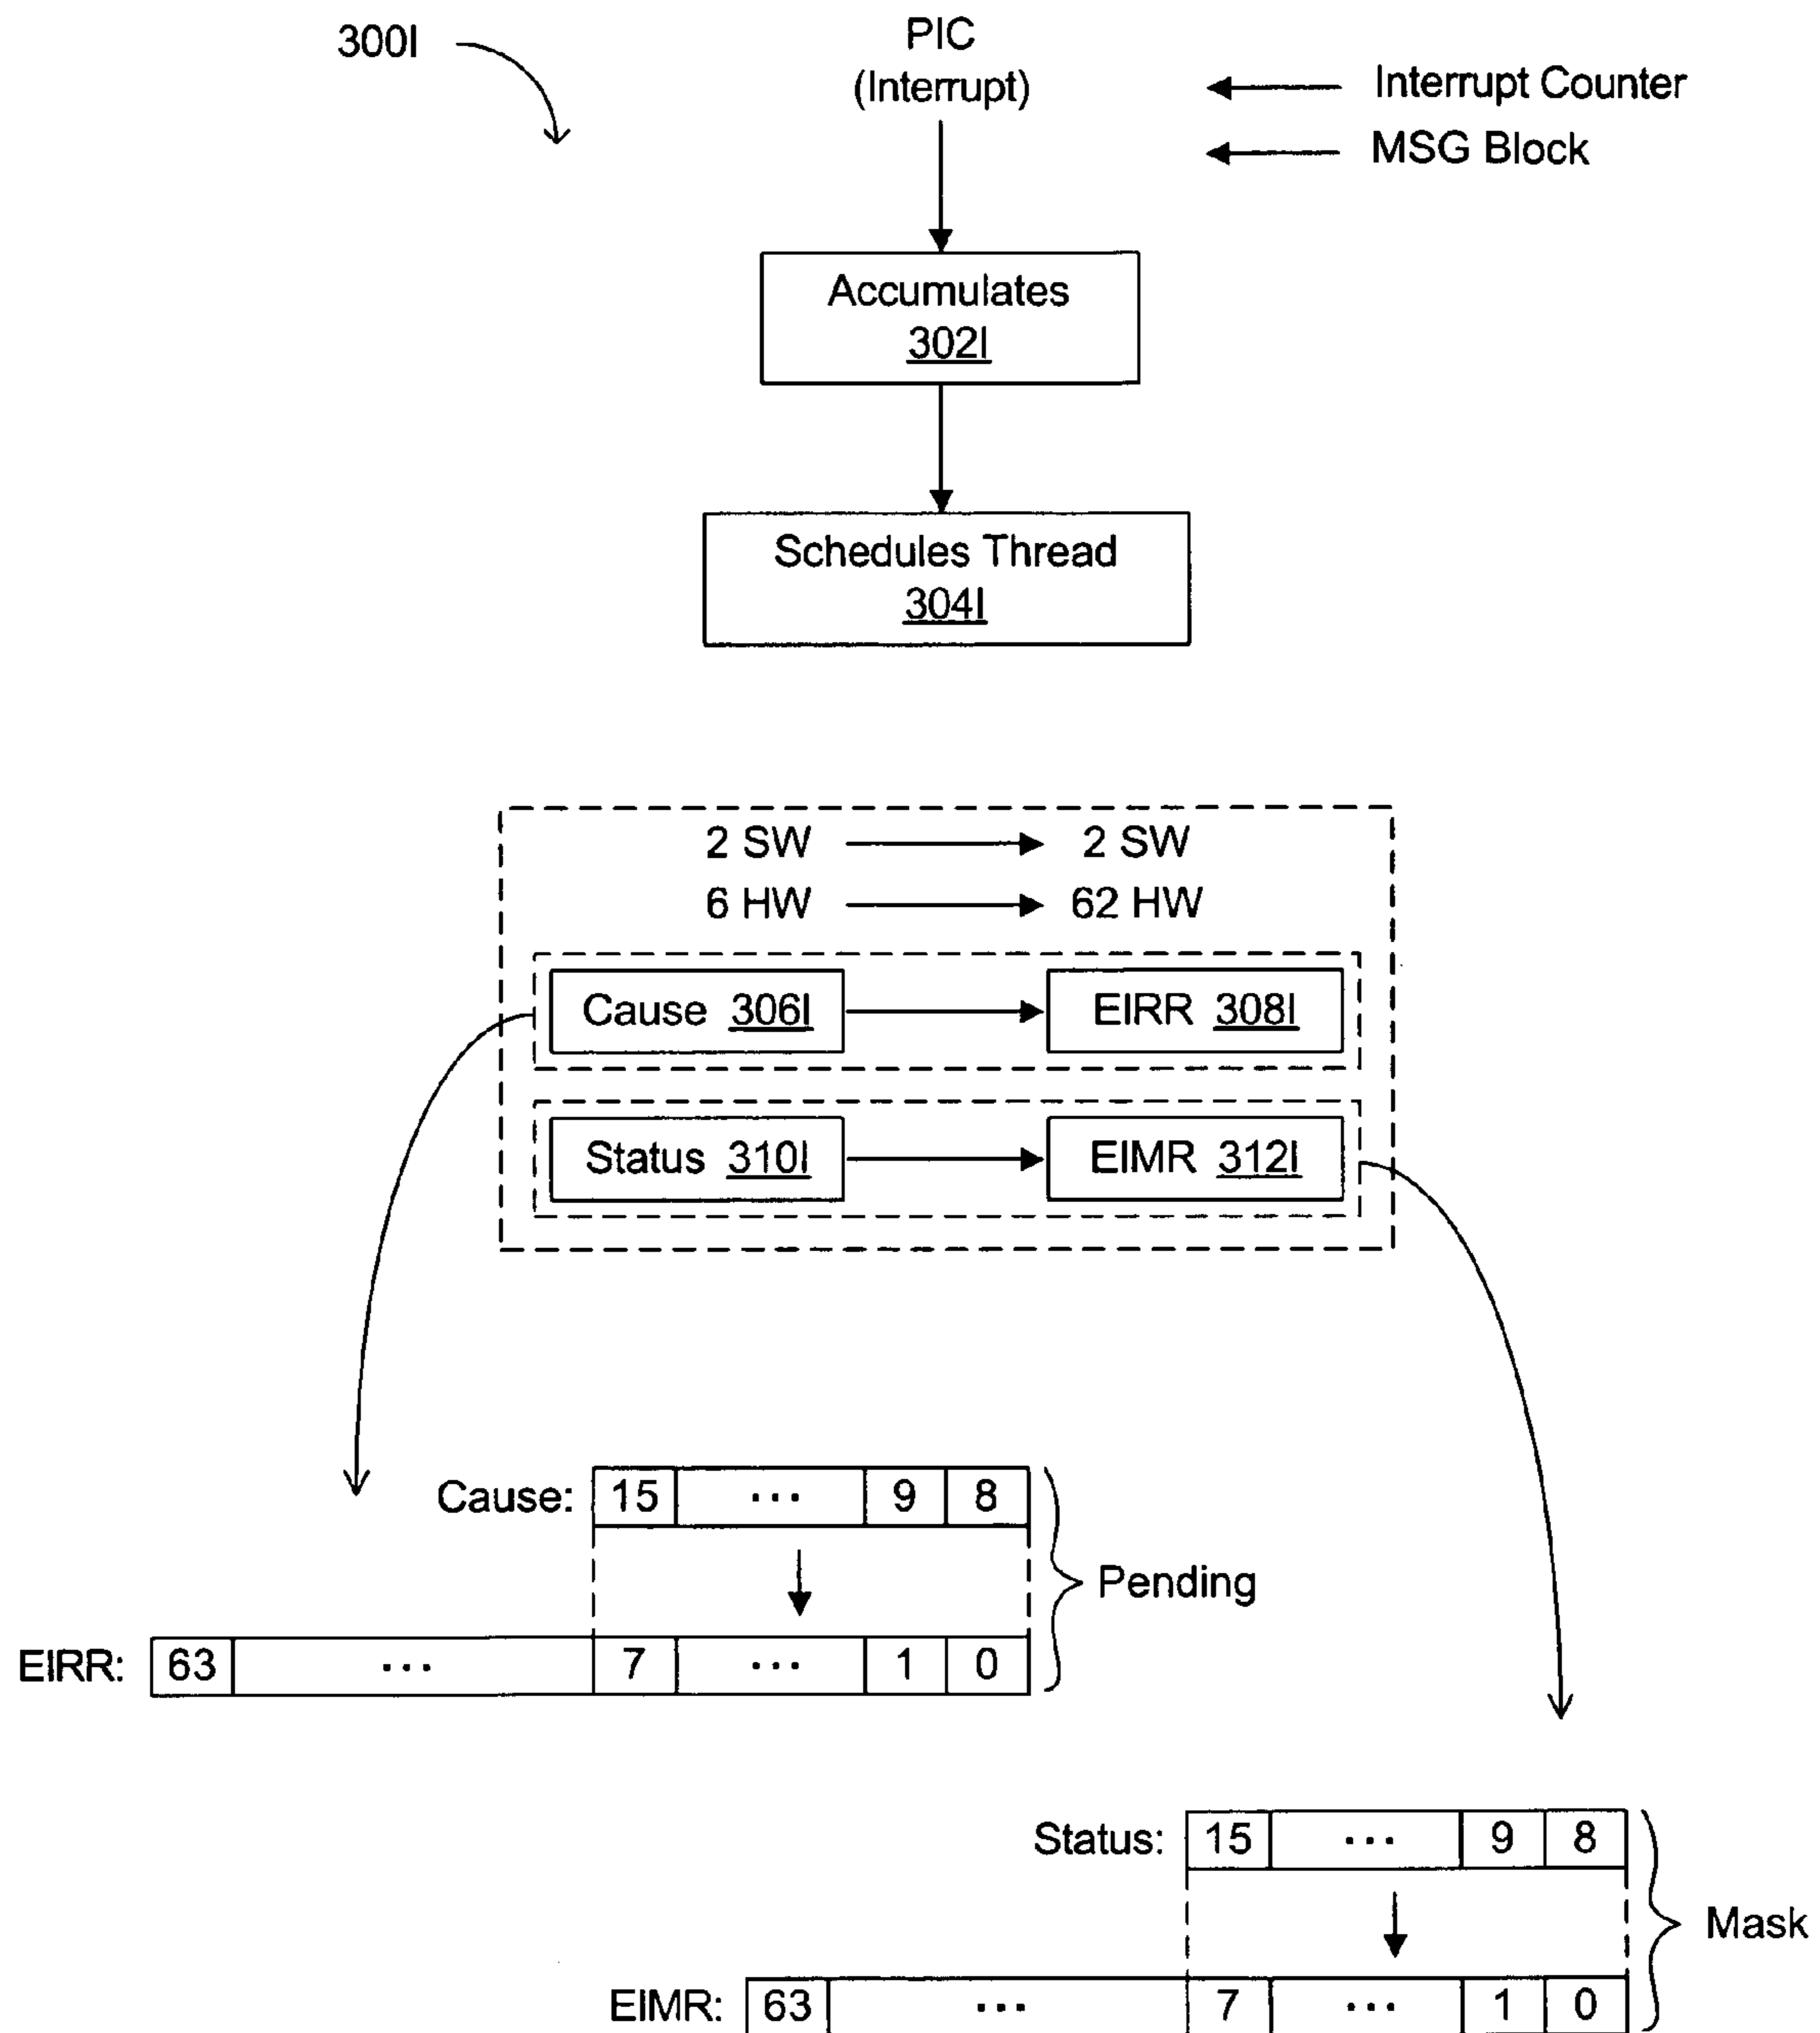 300I
PIC
(Interrupt)
Interrupt Counter
MSG Block
Accumulates
302I
Schedules Thread
304I
2 SW 2 SW
6 HW 62 HW
Cause 306I EIRR 308I
Status 310I EIMR 312I
Cause: 15 ... 9 8
Pending
EIRR: 63 ... 7 ... 1 0
Status: 15 ... 9 8
Mask
EIMR: 63 ... 7 ... 1 0